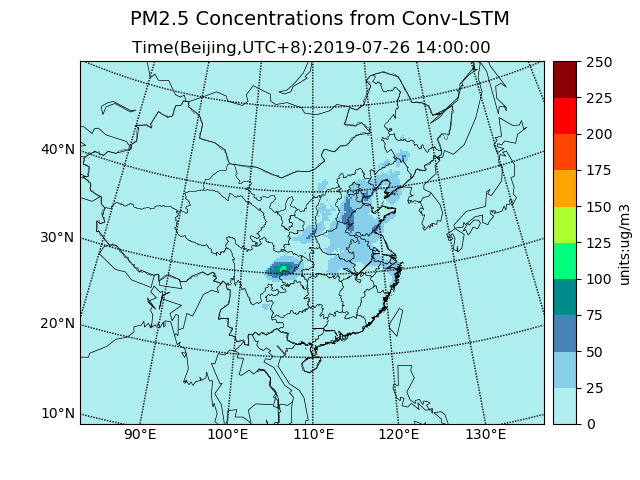 PM2.5 Concentrations from Conv-LSTM
Time(Beijing,UTC+8):2019-07-26 14:00:00
40°N
30°N
20°N
10°N
90°E
100°E
110°E
120°E
130°E
250
225
200
175
150
125
100
75
50
25
0
units:ug/m3